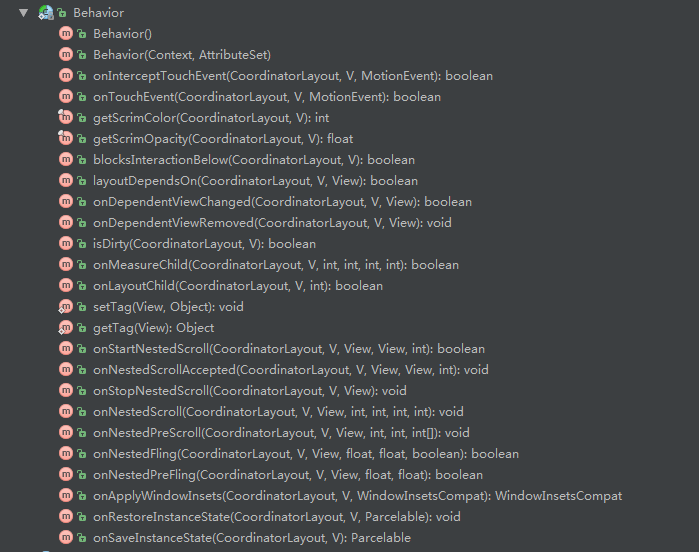 Behavior
Behavior()
Behavior(Context, AttributeSet)
onInterceptTouchEvent(CoordinatorLayout, V, MotionEvent): boolean
onTouchEvent(CoordinatorLayout, V, MotionEvent): boolean
getScrimColor(CoordinatorLayout, V): int
getScrimOpacity(CoordinatorLayout, V): float
blocksInteractionBelow(CoordinatorLayout, V): boolean
layoutDependsOn(CoordinatorLayout, V, View): boolean
onDependentViewChanged(CoordinatorLayout, V, View): boolean
onDependentViewRemoved(CoordinatorLayout, V, View): void
isDirty(CoordinatorLayout, V): boolean
onMeasureChild(CoordinatorLayout, V, int, int, int, int): boolean
onLayoutChild(CoordinatorLayout, V, int): boolean
setTag(View, Object): void
getTag(View): Object
onStartNestedScroll(CoordinatorLayout, V, View, View, int): boolean
onNestedScrollAccepted(CoordinatorLayout, V, View, View, int): void
onStopNestedScroll(CoordinatorLayout, V, View): void
onNestedScroll(CoordinatorLayout, V, View, int, int, int, int): void
onNestedPreScroll(CoordinatorLayout, V, View, int, int, int[]): void
onNestedFling(CoordinatorLayout, V, View, float, float, boolean): boolean
onNestedPreFling(CoordinatorLayout, V, View, float, float): boolean
onApplyWindowInsets(CoordinatorLayout, V, WindowInsetsCompat): WindowInsetsCompat
onRestoreInstanceState(CoordinatorLayout, V, Parcelable): void
onSaveInstanceState(CoordinatorLayout, V): Parcelable